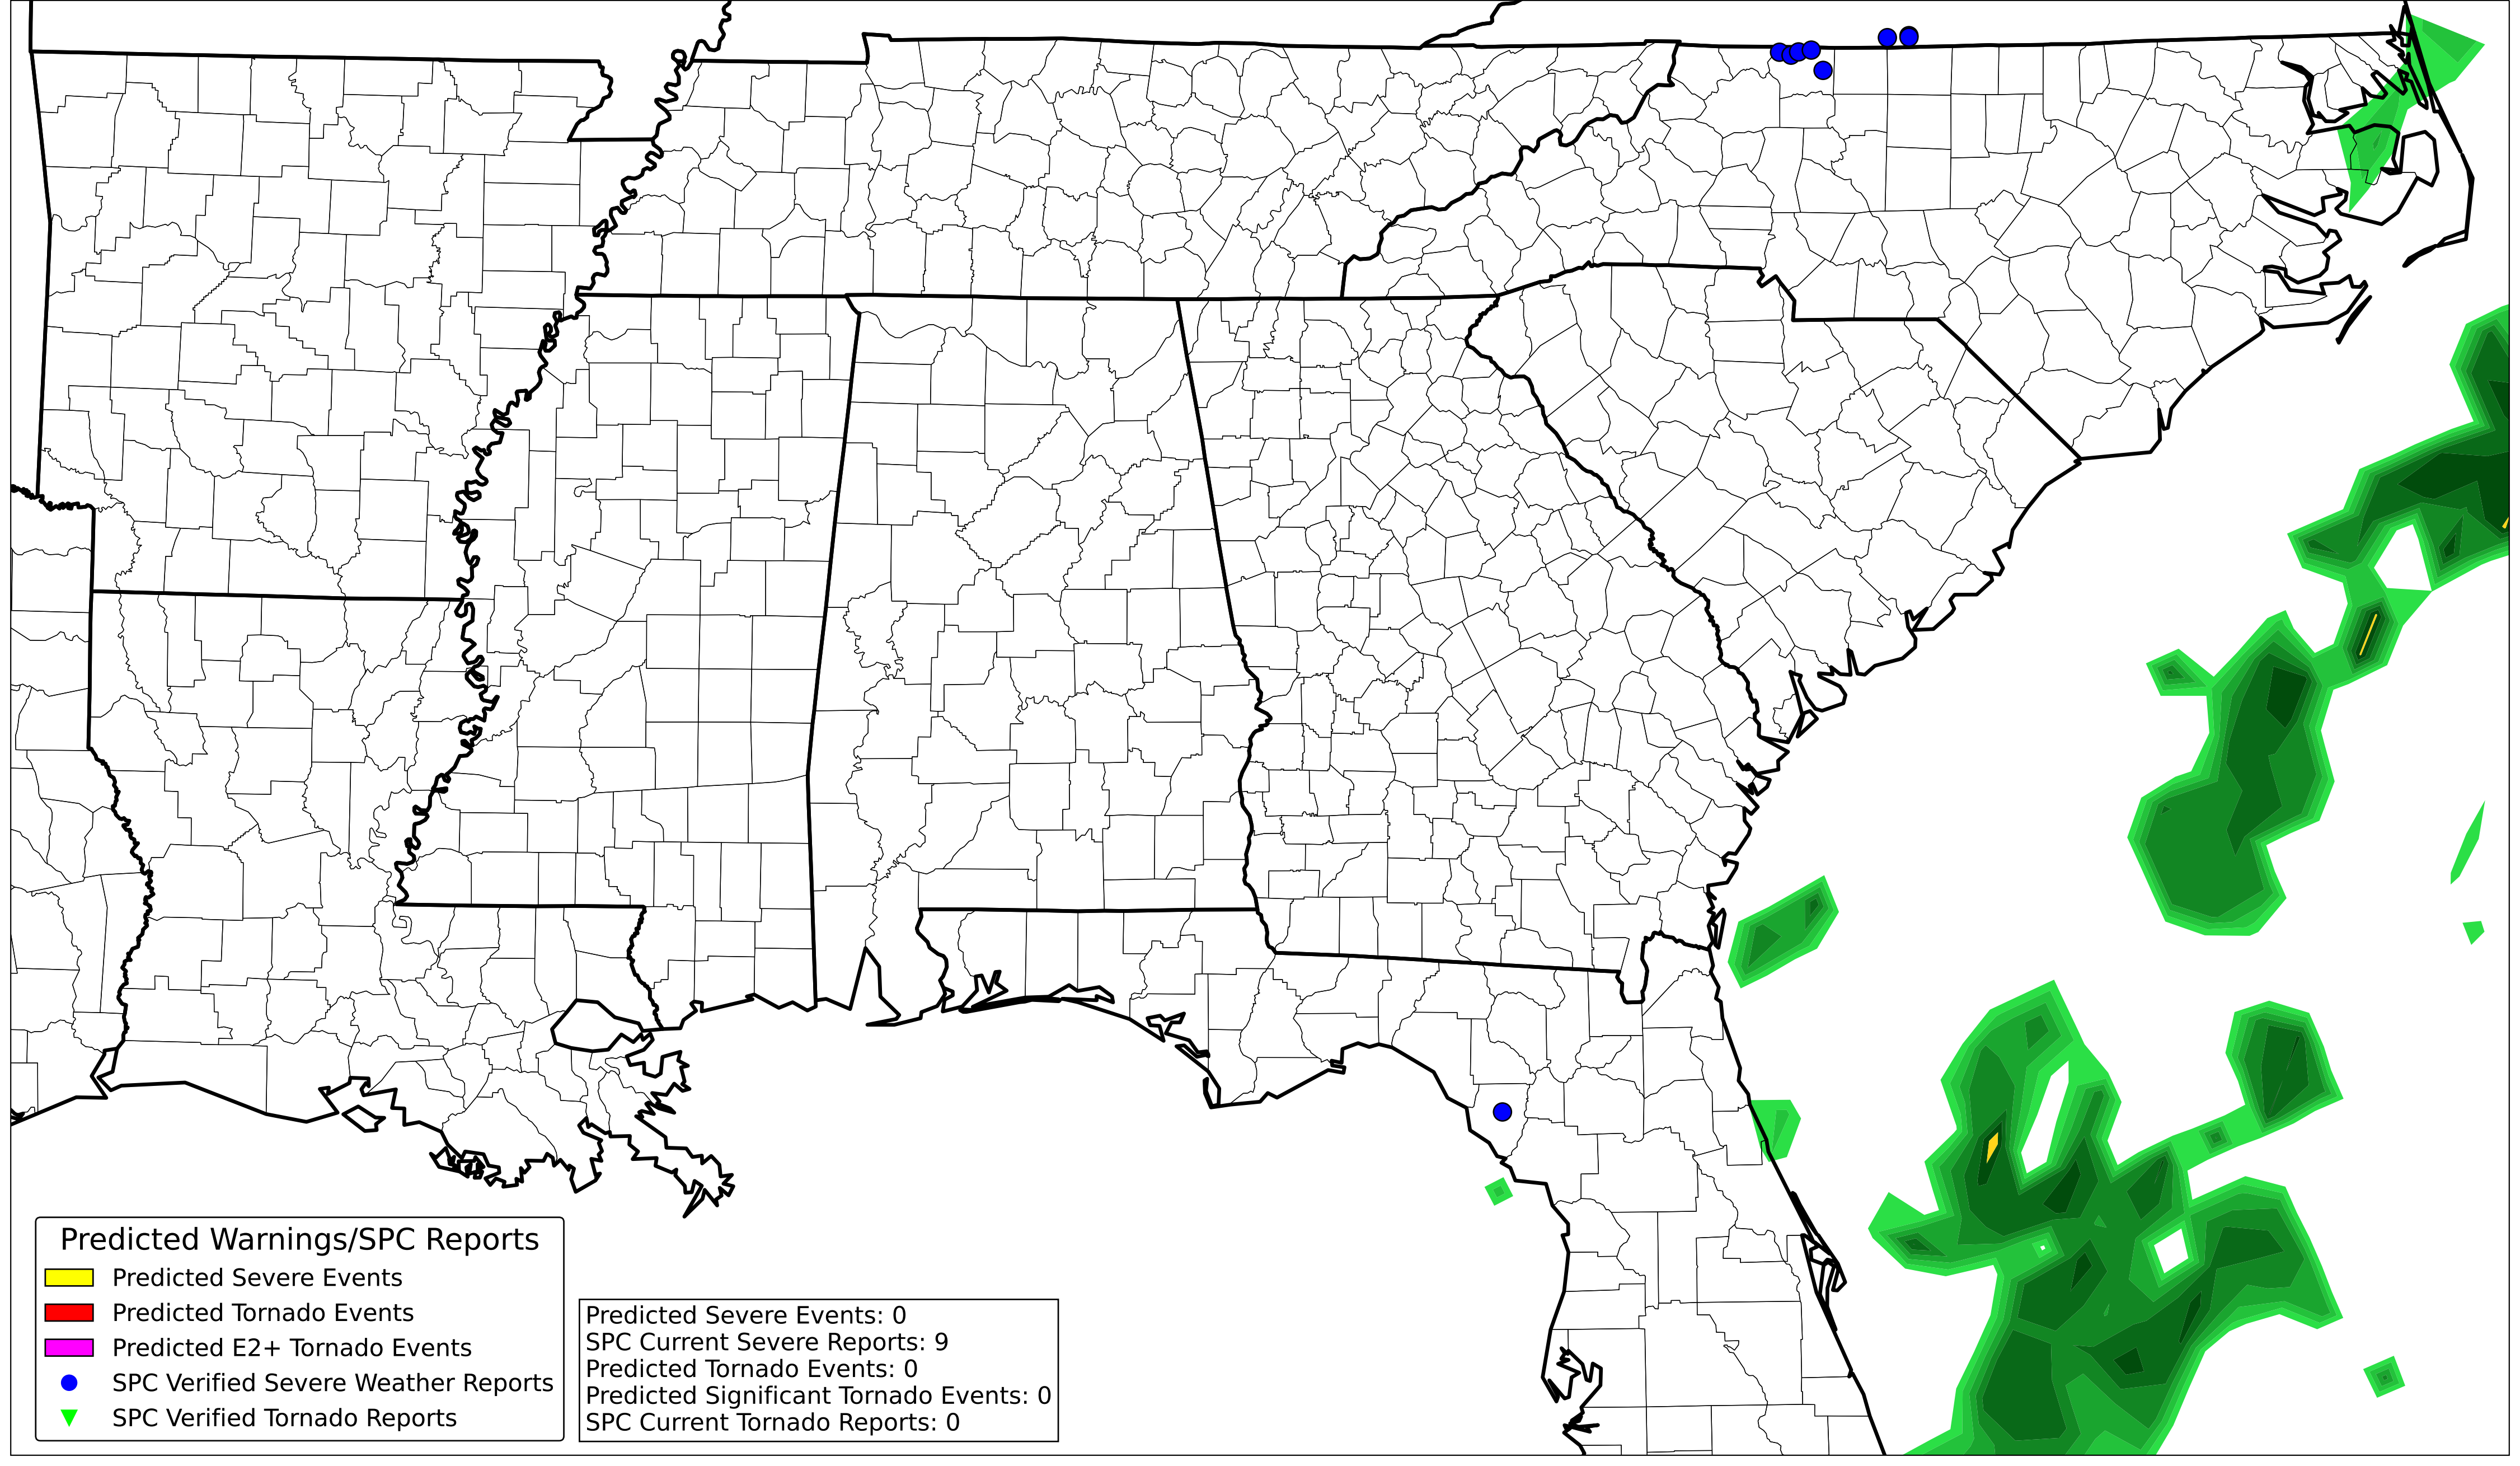 Predicted Warnings/SPC Reports
Predicted Severe Events
Predicted Tornado Events
Predicted E2+ Tornado Events
SPC Verified Severe Weather Reports
SPC Verified Tornado Reports
Predicted Severe Events: 0
SPC Current Severe Reports: 9
Predicted Tornado Events: 0
Predicted Significant Tornado Events: 0
SPC Current Tornado Reports: 0